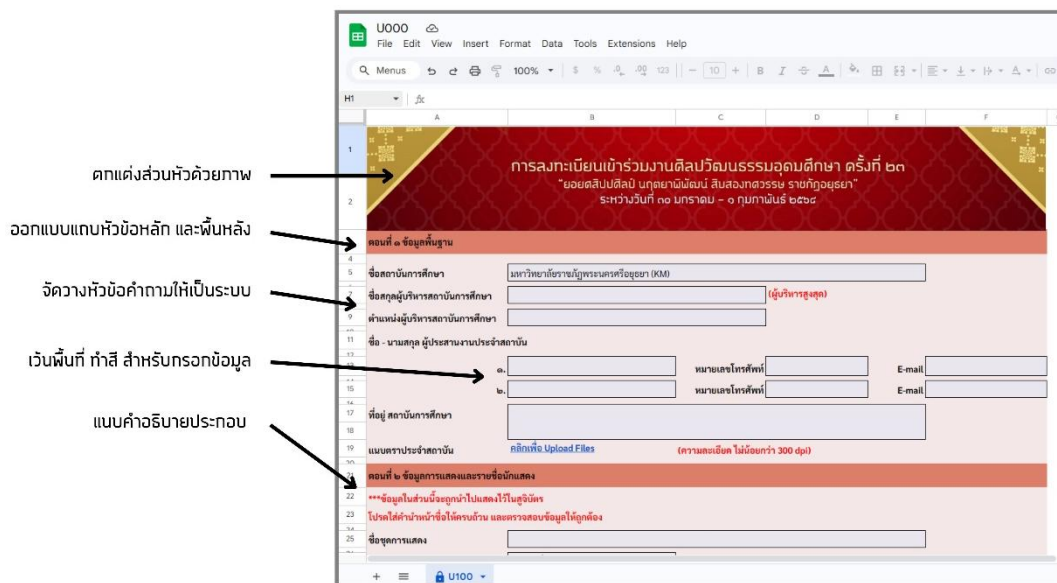 U000
File Edit View Insert Format Data Tools Extensions Help
Menus 100% $ % .0 .00 123 10 B I A
H1 fx
A B C D E F
1
การลงทะเบียนเข้าร่วมงานศิลปวัฒนธรรมอุดมศึกษา ครั้งที่ ๒๓
"ยอยศสิปปศิลป์ นฤตยาพิพัฒน์ สิบสองทศวรรษ ราชภัฏอยุธยา"
2
ระหว่างวันที่ ๓๐ มกราคม – ๑ กุมภาพันธ์ ๒๕๖๘
ตกแต่งส่วนหัวด้วยภาพ
ออกแบบแถบหัวข้อหลัก และพื้นหลัง
จัดวางหัวข้อคำถามให้เป็นระบบ
เว้นพื้นที่ ทำสี สำหรับกรอกข้อมูล
แนบคำอธิบายประกอบ
ตอนที่ ๑ ข้อมูลพื้นฐาน
4
5 ชื่อสถาบันการศึกษา มหาวิทยาลัยราชภัฏพระนครศรีอยุธยา (KM)
7 ชื่อสกุลผู้บริหารสถาบันการศึกษา (ผู้บริหารสูงสุด)
9 ตำแหน่งผู้บริหารสถาบันการศึกษา
11 ชื่อ - นามสกุล ผู้ประสานงานประจำสถาบัน
๑. หมายเลขโทรศัพท์ E-mail
15 ๒. หมายเลขโทรศัพท์ E-mail
17 ที่อยู่ สถาบันการศึกษา
18
19 แนบตราประจำสถาบัน คลิกเพื่อ Upload Files (ความละเอียด ไม่น้อยกว่า 300 dpi)
21 ตอนที่ ๒ ข้อมูลการแสดงและรายชื่อนักแสดง
22 ***ข้อมูลในส่วนนี้จะถูกนำไปแสดงไว้ในสูจิบัตร
23 โปรดใส่คำนำหน้าชื่อให้ครบถ้วน และตรวจสอบข้อมูลให้ถูกต้อง
25 ชื่อชุดการแสดง
U100